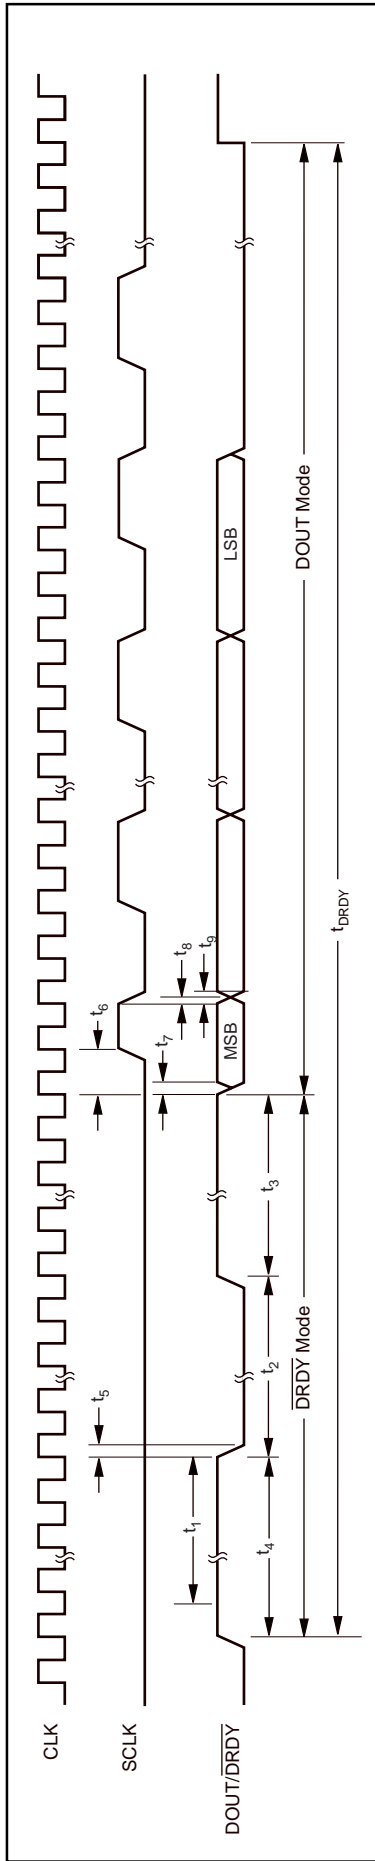 CLK
SCLK
DOUT/DRDY
t5
t6
t7
t8
t9
t1
MSB
LSB
t4
t2
t3
DRDY Mode
DOUT Mode
tDRDY